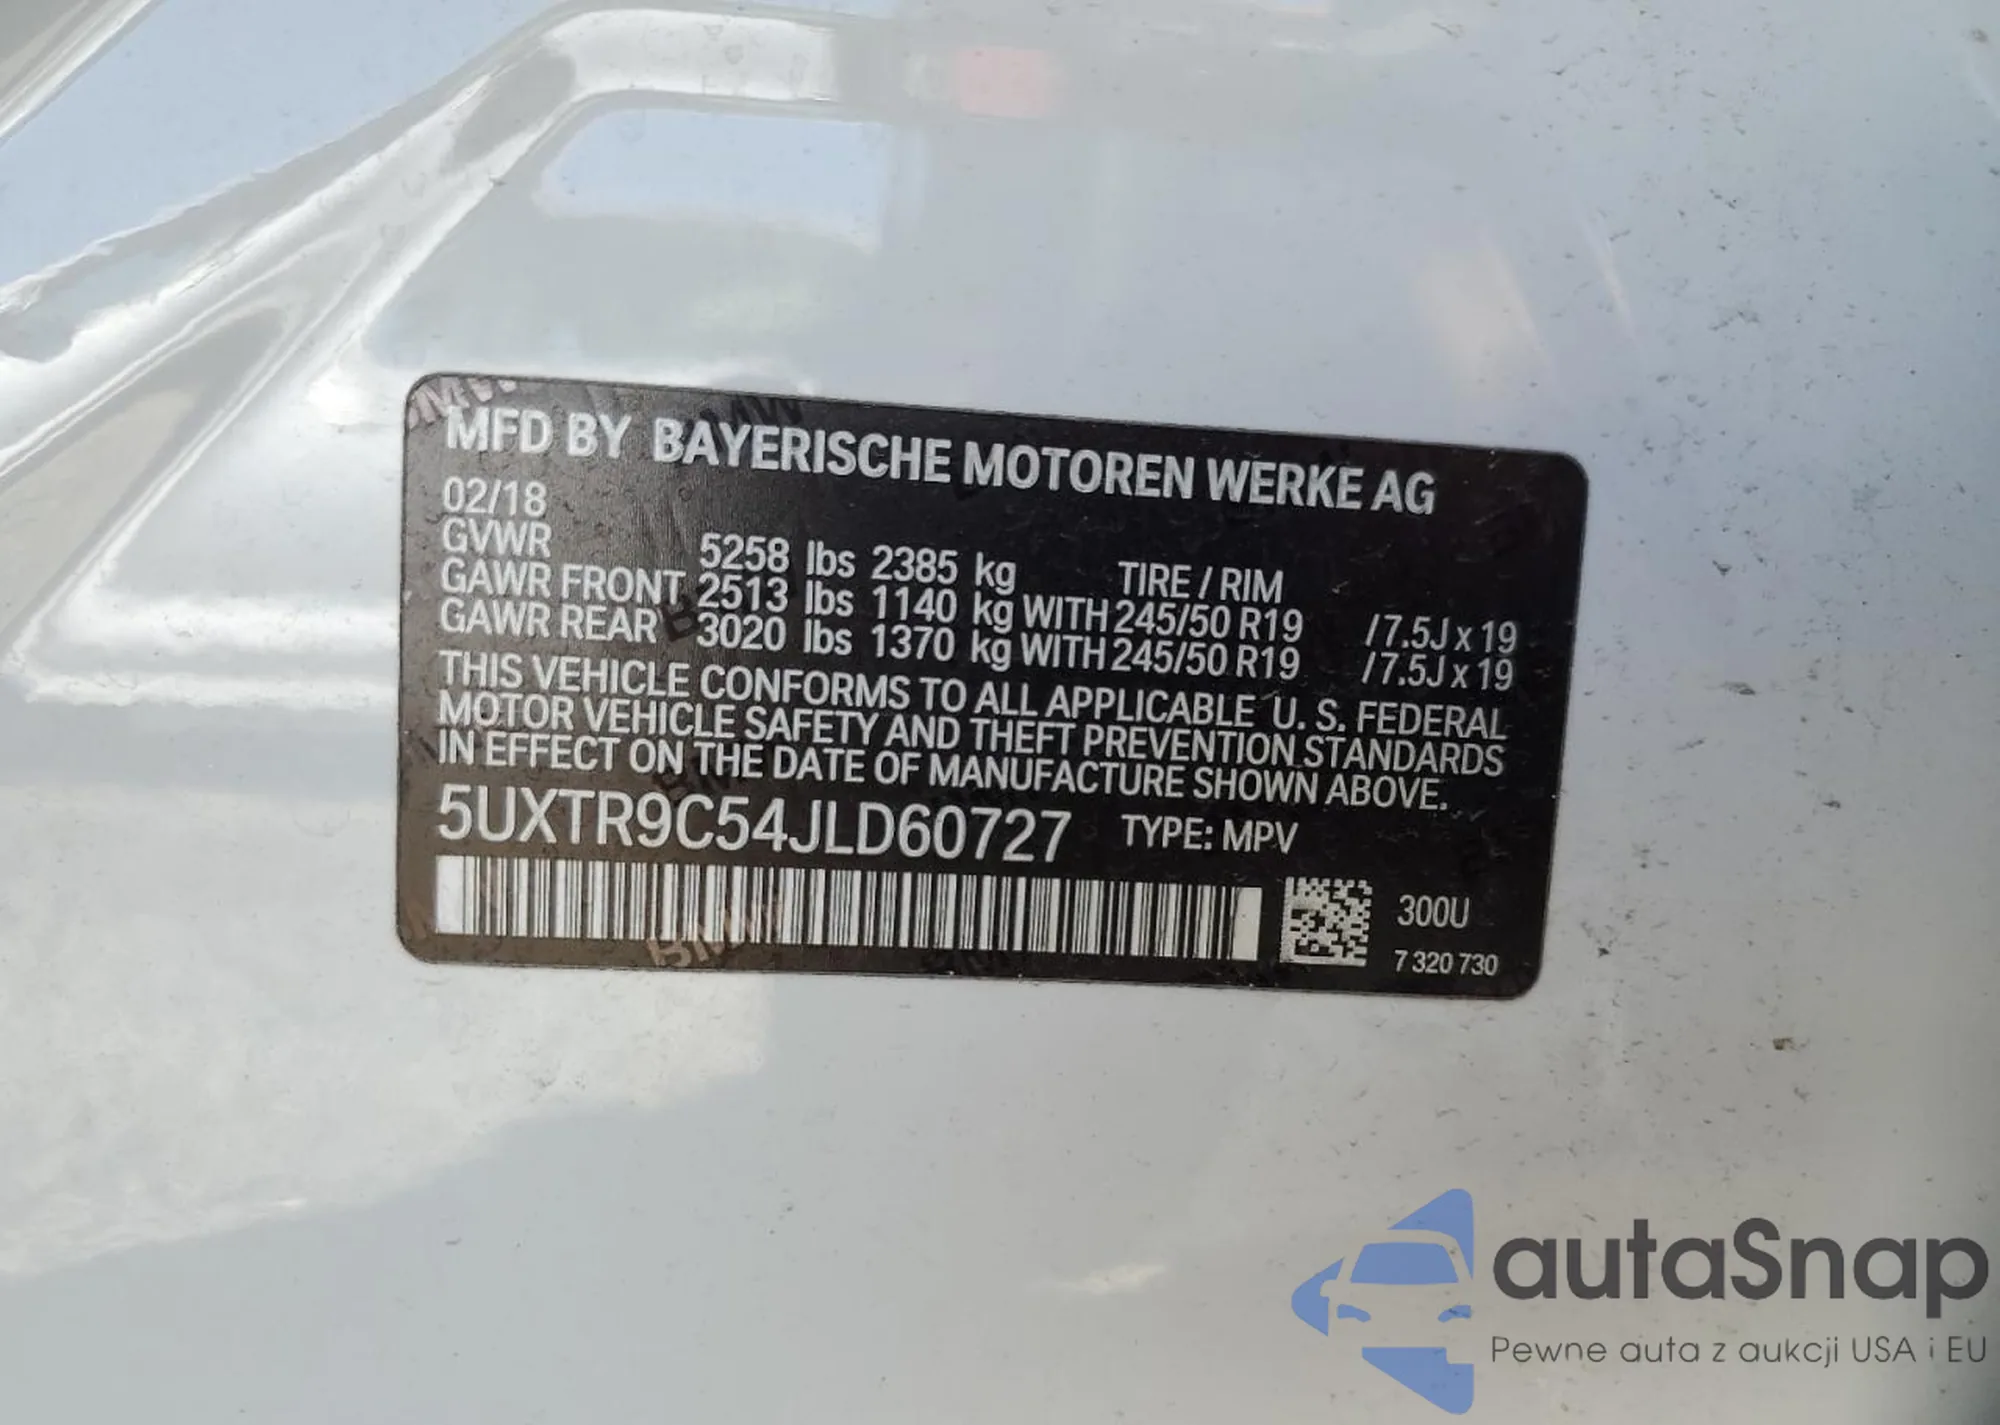 MFD BY BAYERISCHE MOTOREN WERKE AG
02/18
GVWR 5258 lbs 2385 kg TIRE / RIM
GAWR FRONT 2513 lbs 1140 kg WITH 245/50 R19 / 7.5J x 19
GAWR REAR 3020 lbs 1370 kg WITH 245/50 R19 / 7.5J x 19
THIS VEHICLE CONFORMS TO ALL APPLICABLE U. S. FEDERAL
MOTOR VEHICLE SAFETY AND THEFT PREVENTION STANDARDS
IN EFFECT ON THE DATE OF MANUFACTURE SHOWN ABOVE.
5UXTR9C54JLD60727 TYPE: MPV
300U
7 320 730
autaSnap
Pewne auta z aukcji USA i EU